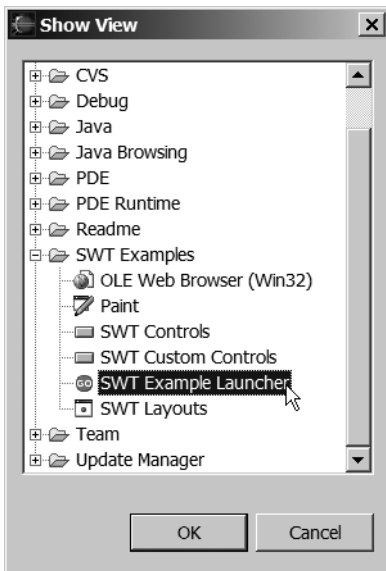 Show View
CVS
Debug
Java
Java Browsing
PDE
PDE Runtime
Readme
SWT Examples
OLE Web Browser (Win32)
Paint
SWT Controls
SWT Custom Controls
GO SWT Example Launcher
SWT Layouts
Team
Update Manager
OK Cancel